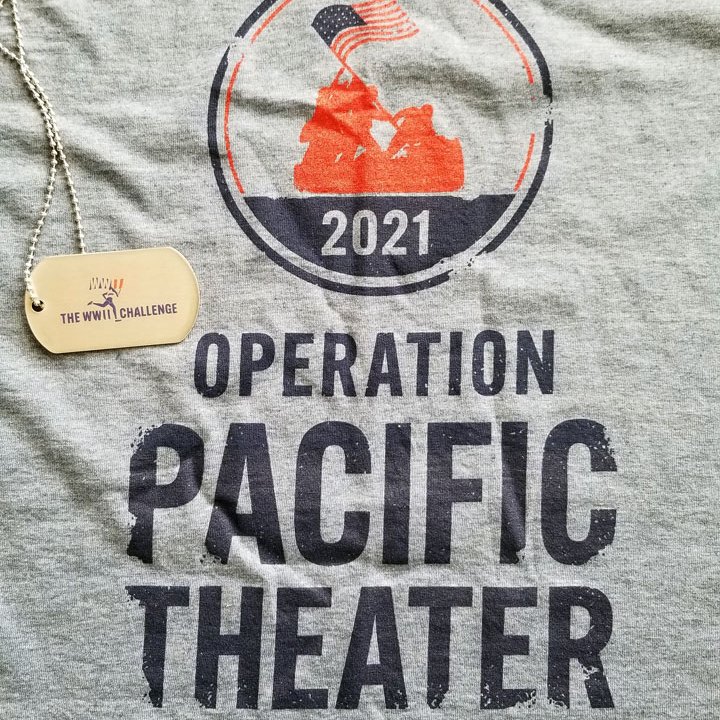 2021
WWII
THE WWII CHALLENGE
OPERATION
PACIFIC
THEATER